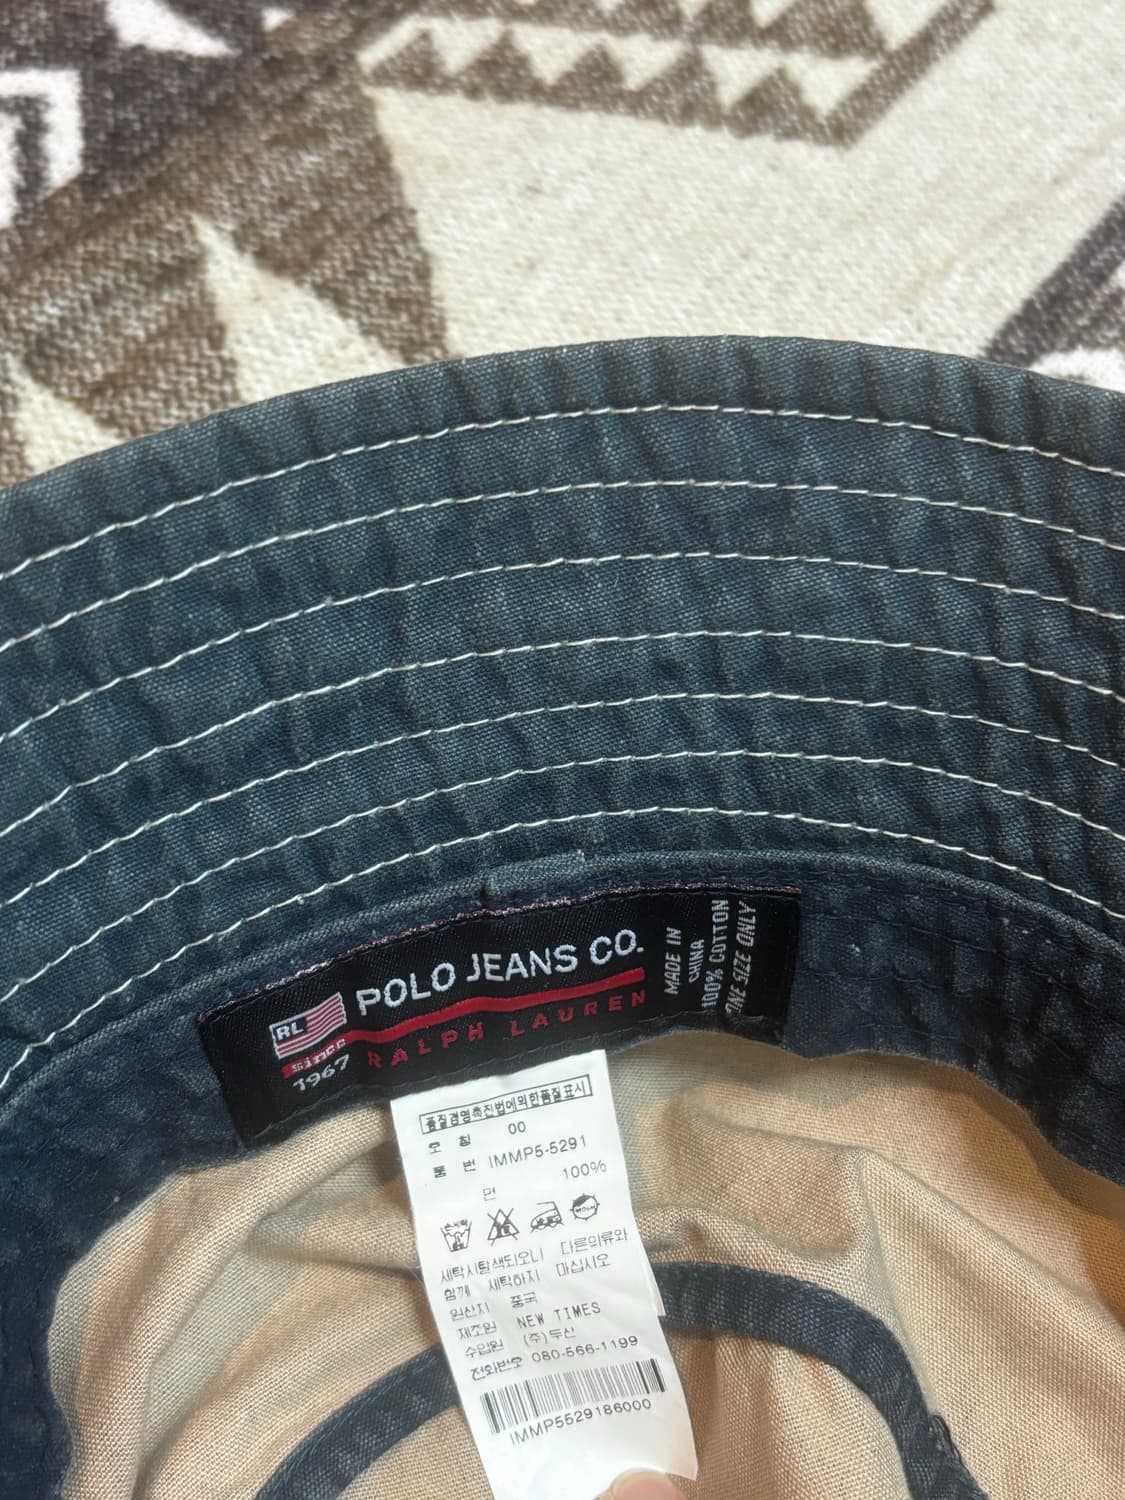 POLO JEANS CO.
RALPH LAUREN
RL
Since
1967
MADE IN
CHINA
100% COTTON
ONE SIZE ONLY
품질경영촉진법에의한품질표시
호 칭 00
품 번 IMMP5-5291
면 100%
손세탁
세탁시탈색되오니 다른의류와
함께 세탁하지 마십시오
원산지 중국
제조원 NEW TIMES
수입원 (주)두산
전화번호 080-566-1199
IMMP5529186000